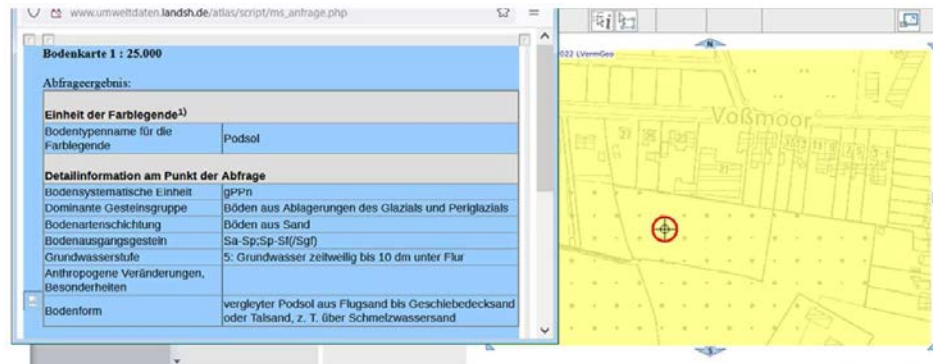 www.umweltdaten.landsh.de/atlas/script/ms_anfrage.php
Bodenkarte 1 : 25.000
Abfrageergebnis:
Einheit der Farblegende1)
Bodentypenname für die
Farblegende
Podsol
Detailinformation am Punkt der Abfrage
Bodensystematische Einheit gPPn
Dominante Gesteinsgruppe Böden aus Ablagerungen des Glazials und Periglazials
Bodenartenschichtung Böden aus Sand
Bodenausgangsgestein Sa-Sp;Sp-Sf(/Sgf)
Grundwasserstufe 5: Grundwasser zeitweilig bis 10 dm unter Flur
Anthropogene Veränderungen,
Besonderheiten
Bodenform
vergleyter Podsol aus Flugsand bis Geschiebedecksand
oder Talsand, z. T. über Schmelzwassersand
N
022 LVermGeo
Voßmoor
S